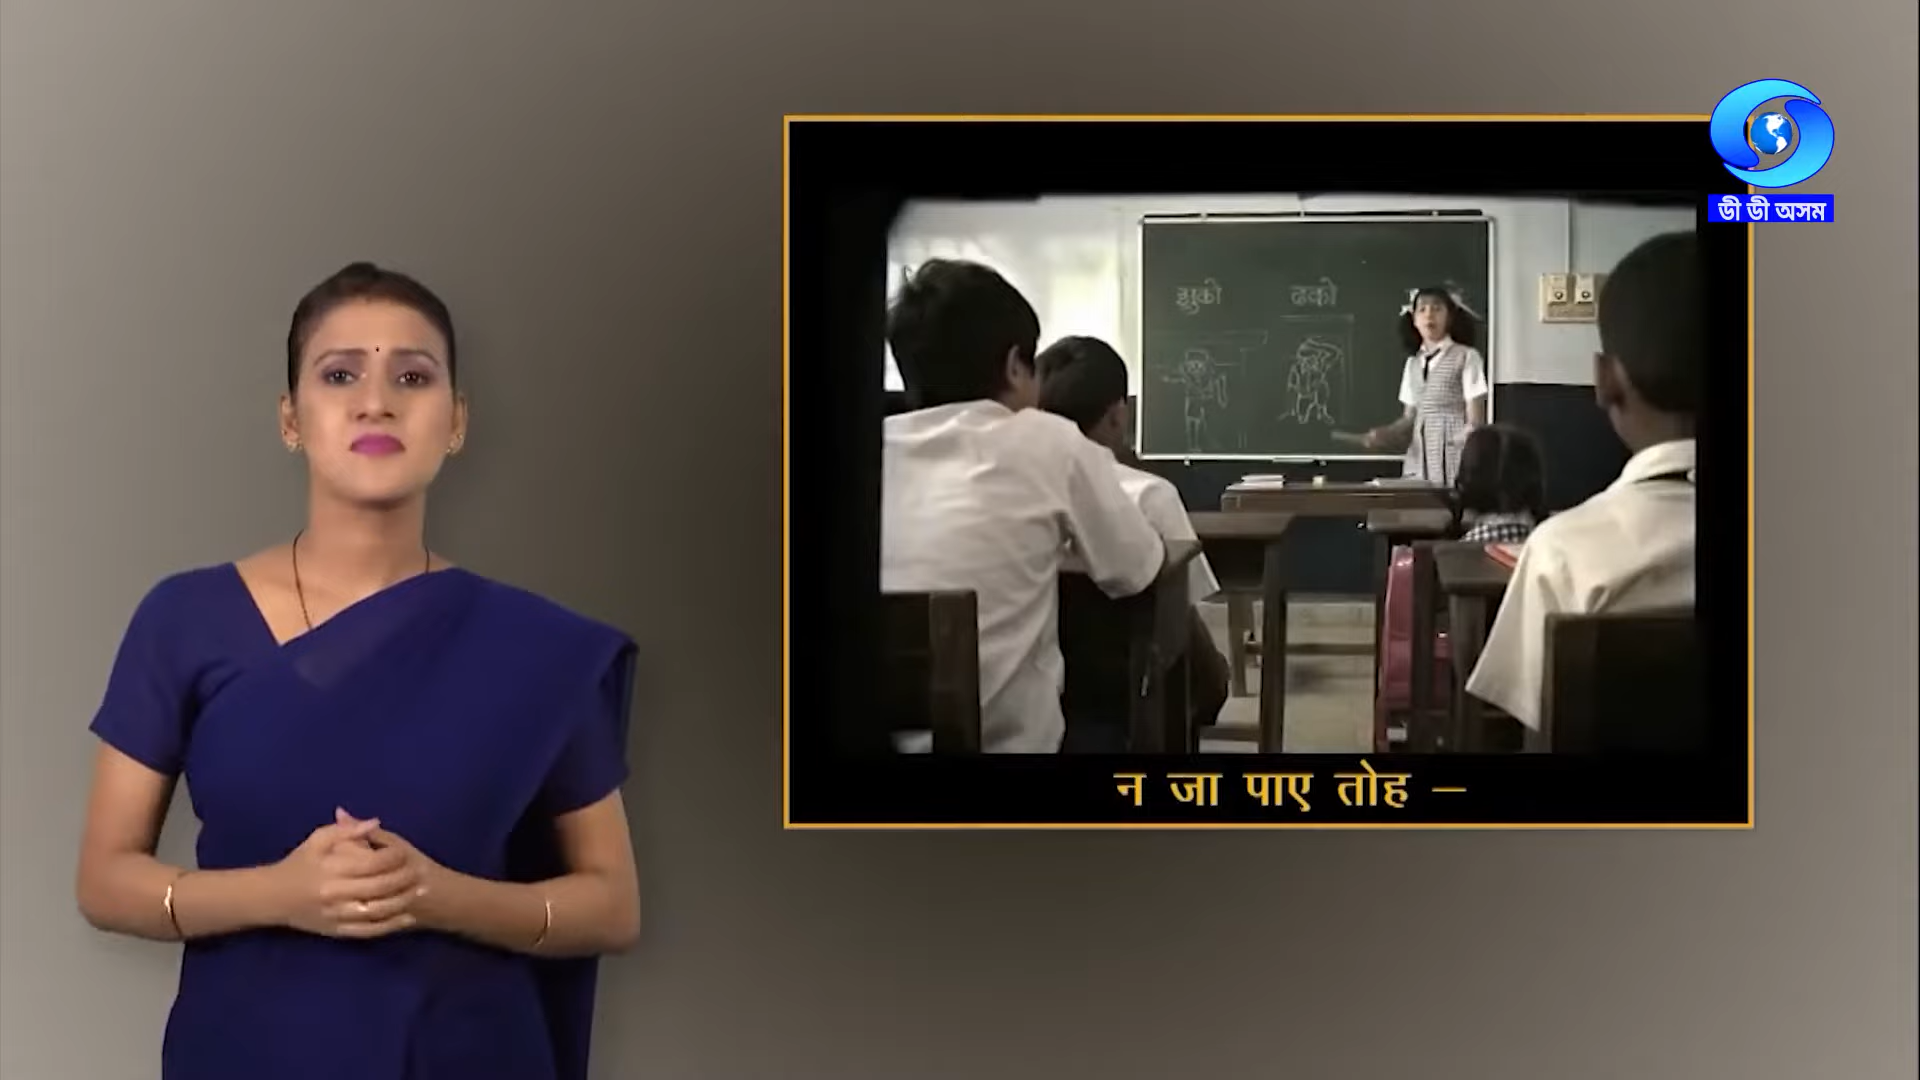 ডী ডী অসম
झुको ढको
न जा पाए तोह –